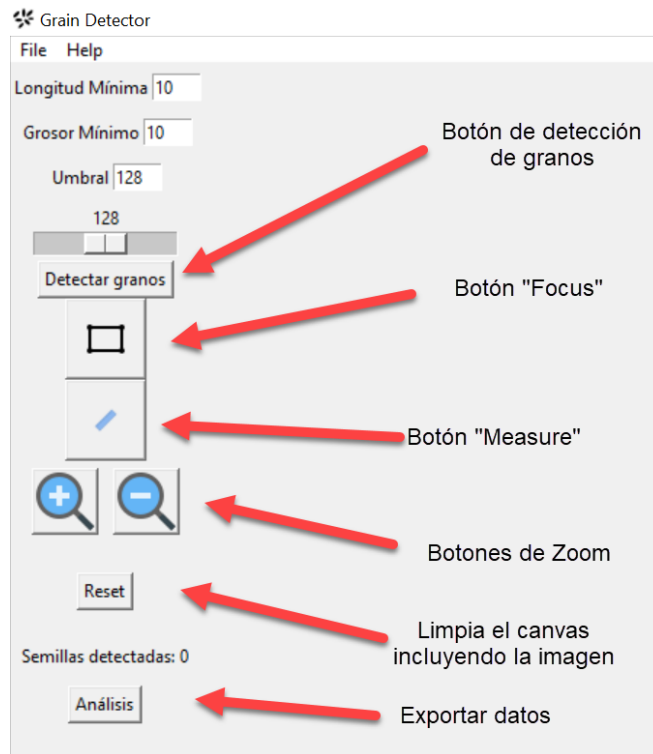 Grain Detector
File Help
Longitud Mínima 10
Grosor Mínimo 10
Umbral 128
128
Detectar granos
Botón de detección
de granos
Botón "Focus"
Botón "Measure"
Botones de Zoom
Reset
Limpia el canvas
incluyendo la imagen
Semillas detectadas: 0
Análisis
Exportar datos